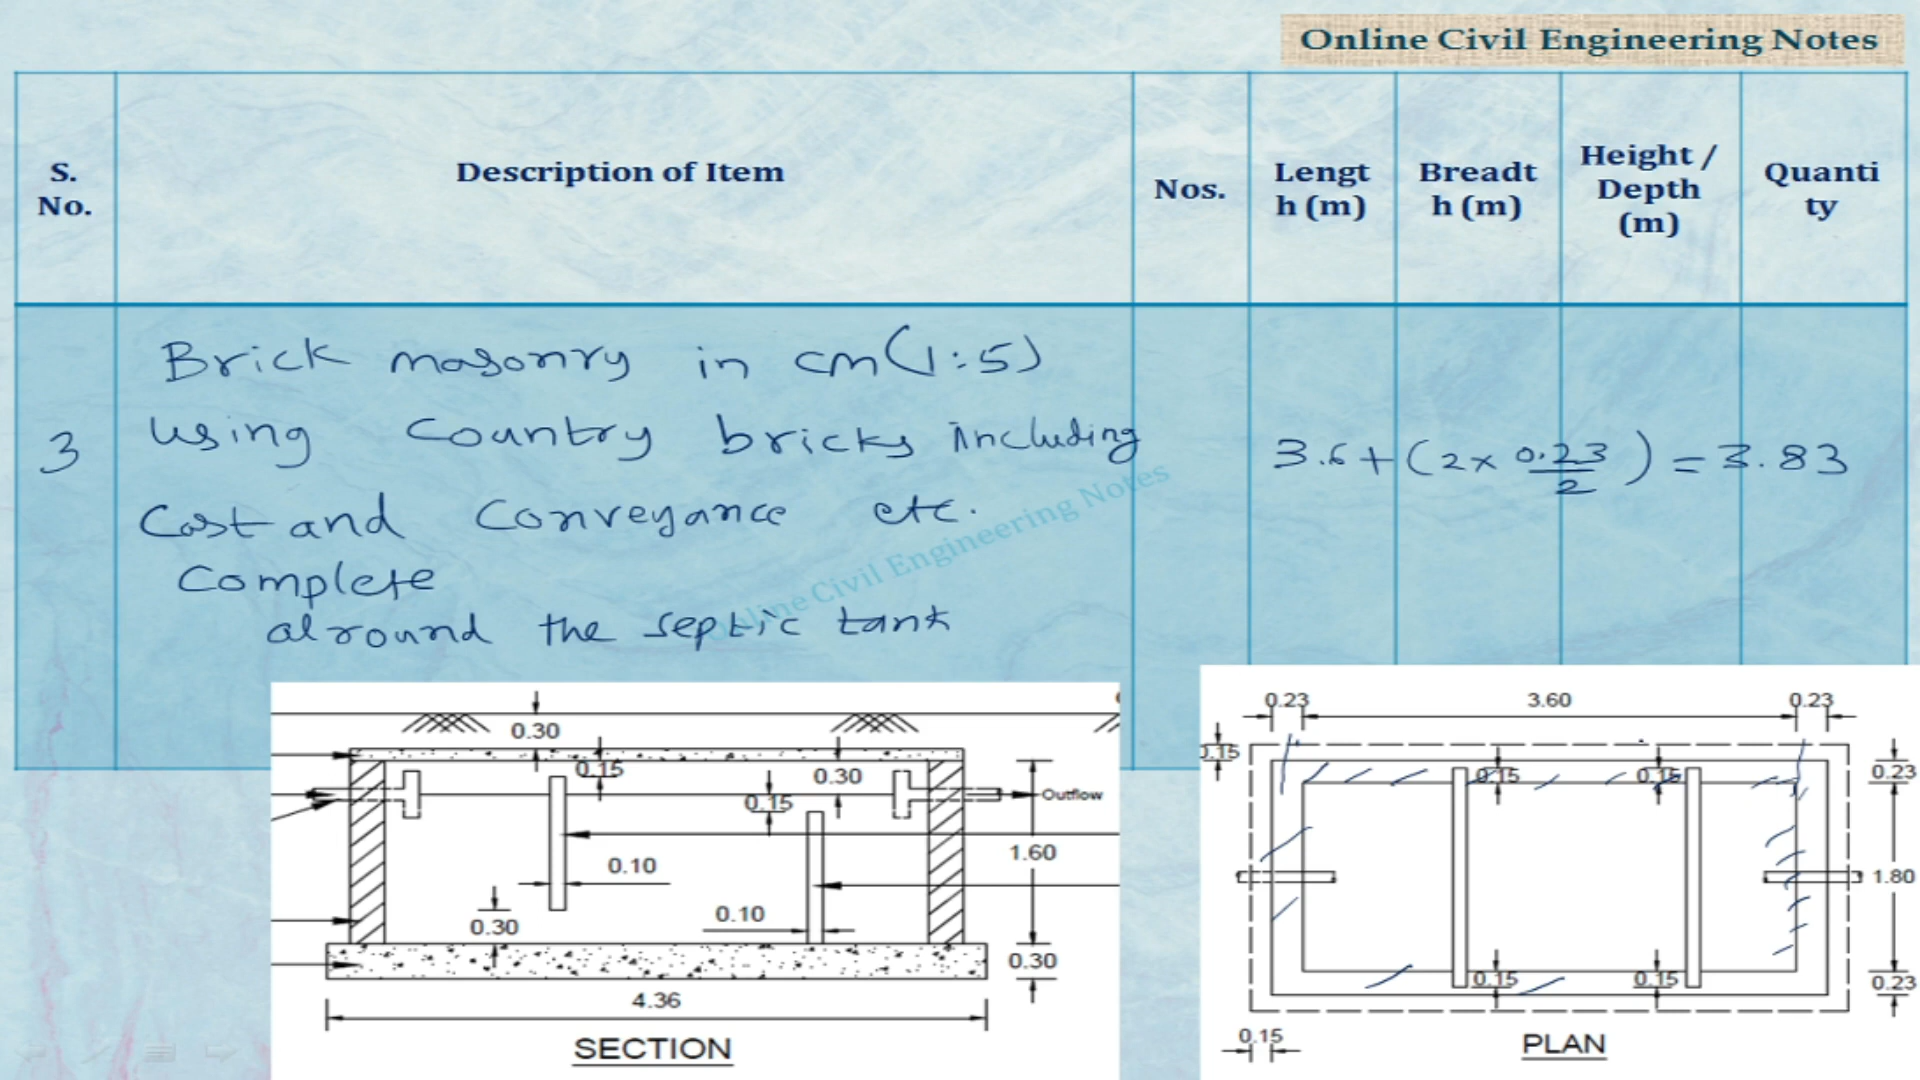 Online Civil Engineering Notes
S.
No.
Description of Item
Nos.
Lengt
h (m)
Breadt
h (m)
Height /
Depth
(m)
Quanti
ty
3
Brick masonry in cm (1:5)
using country bricks including
Cost and Conveyance etc.
Complete
alround the septic tank
3.6 + (2 x 0.23/2) = 3.83
Online Civil Engineering Notes
0.30
0.15
0.30
0.15
Outflow
0.10
1.60
0.30
0.10
0.30
4.36
SECTION
0.23
3.60
0.23
0.15
0.15
0.15
0.23
1.80
0.15
0.15
0.23
0.15
PLAN